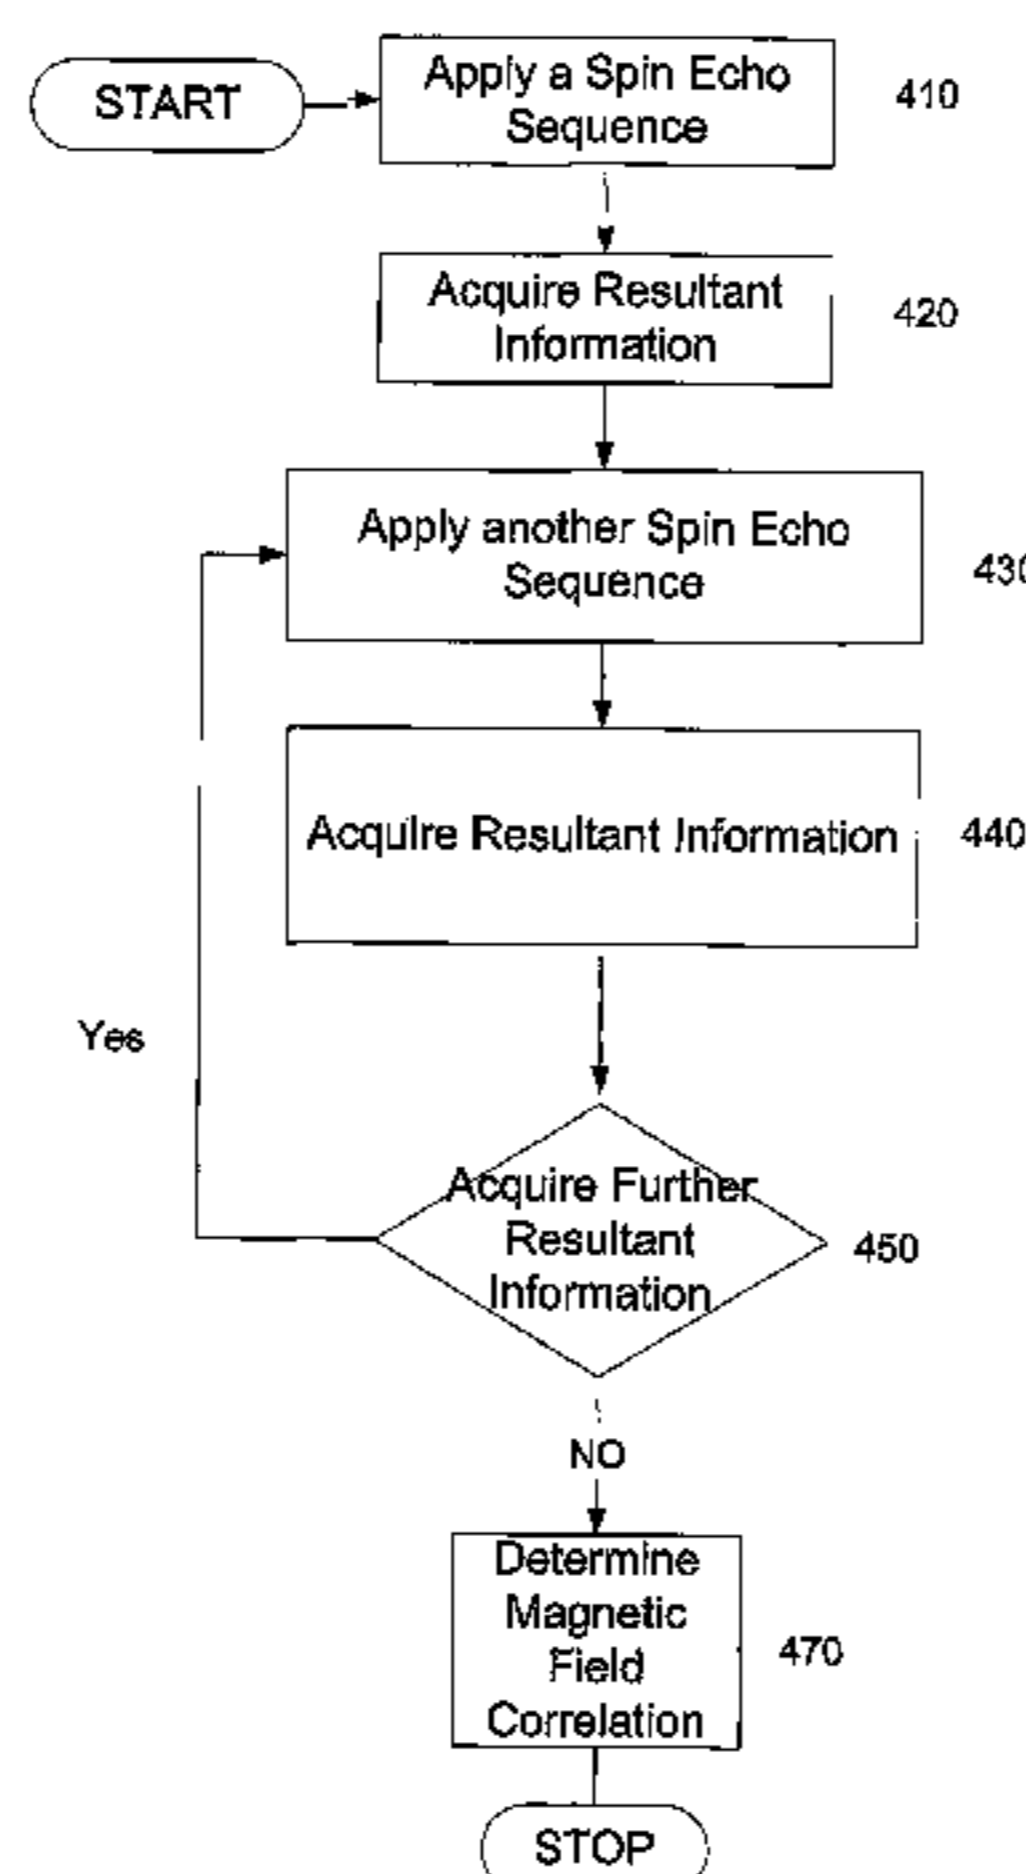 START
Apply a Spin Echo
Sequence
410
Acquire Resultant
Information
420
Apply another Spin Echo
Sequence
430
Acquire Resultant Information
440
Yes
Acquire Further
Resultant
Information
450
NO
Determine
Magnetic
Field
Correlation
470
STOP